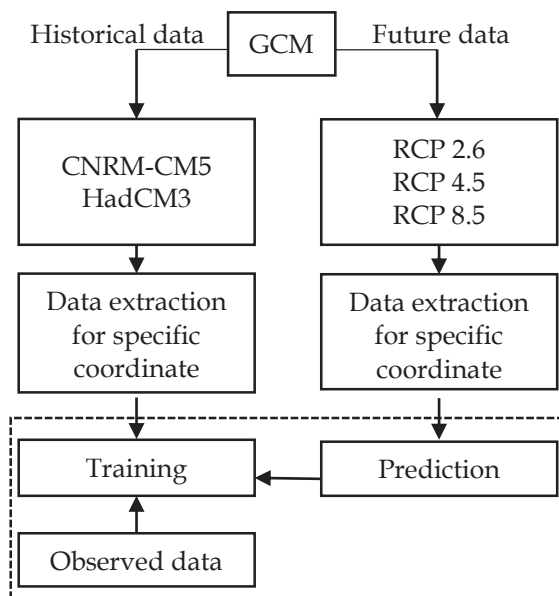 Historical data
GCM
Future data
CNRM-CM5
HadCM3
RCP 2.6
RCP 4.5
RCP 8.5
Data extraction
for specific
coordinate
Data extraction
for specific
coordinate
Training
Prediction
Observed data